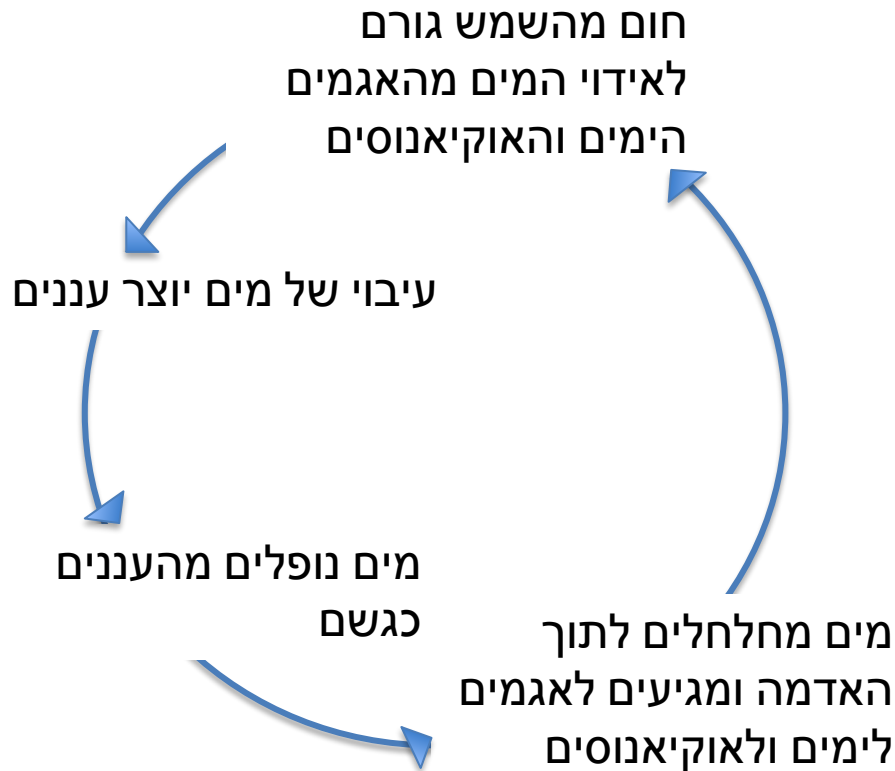 חום מהשמש גורם
לאידוי המים מהאגמים
הימים והאוקיאנוסים
עיבוי של מים יוצר עננים
מים נופלים מהעננים
כגשם
מים מחלחלים לתוך
האדמה ומגיעים לאגמים
לימים ולאוקיאנוסים